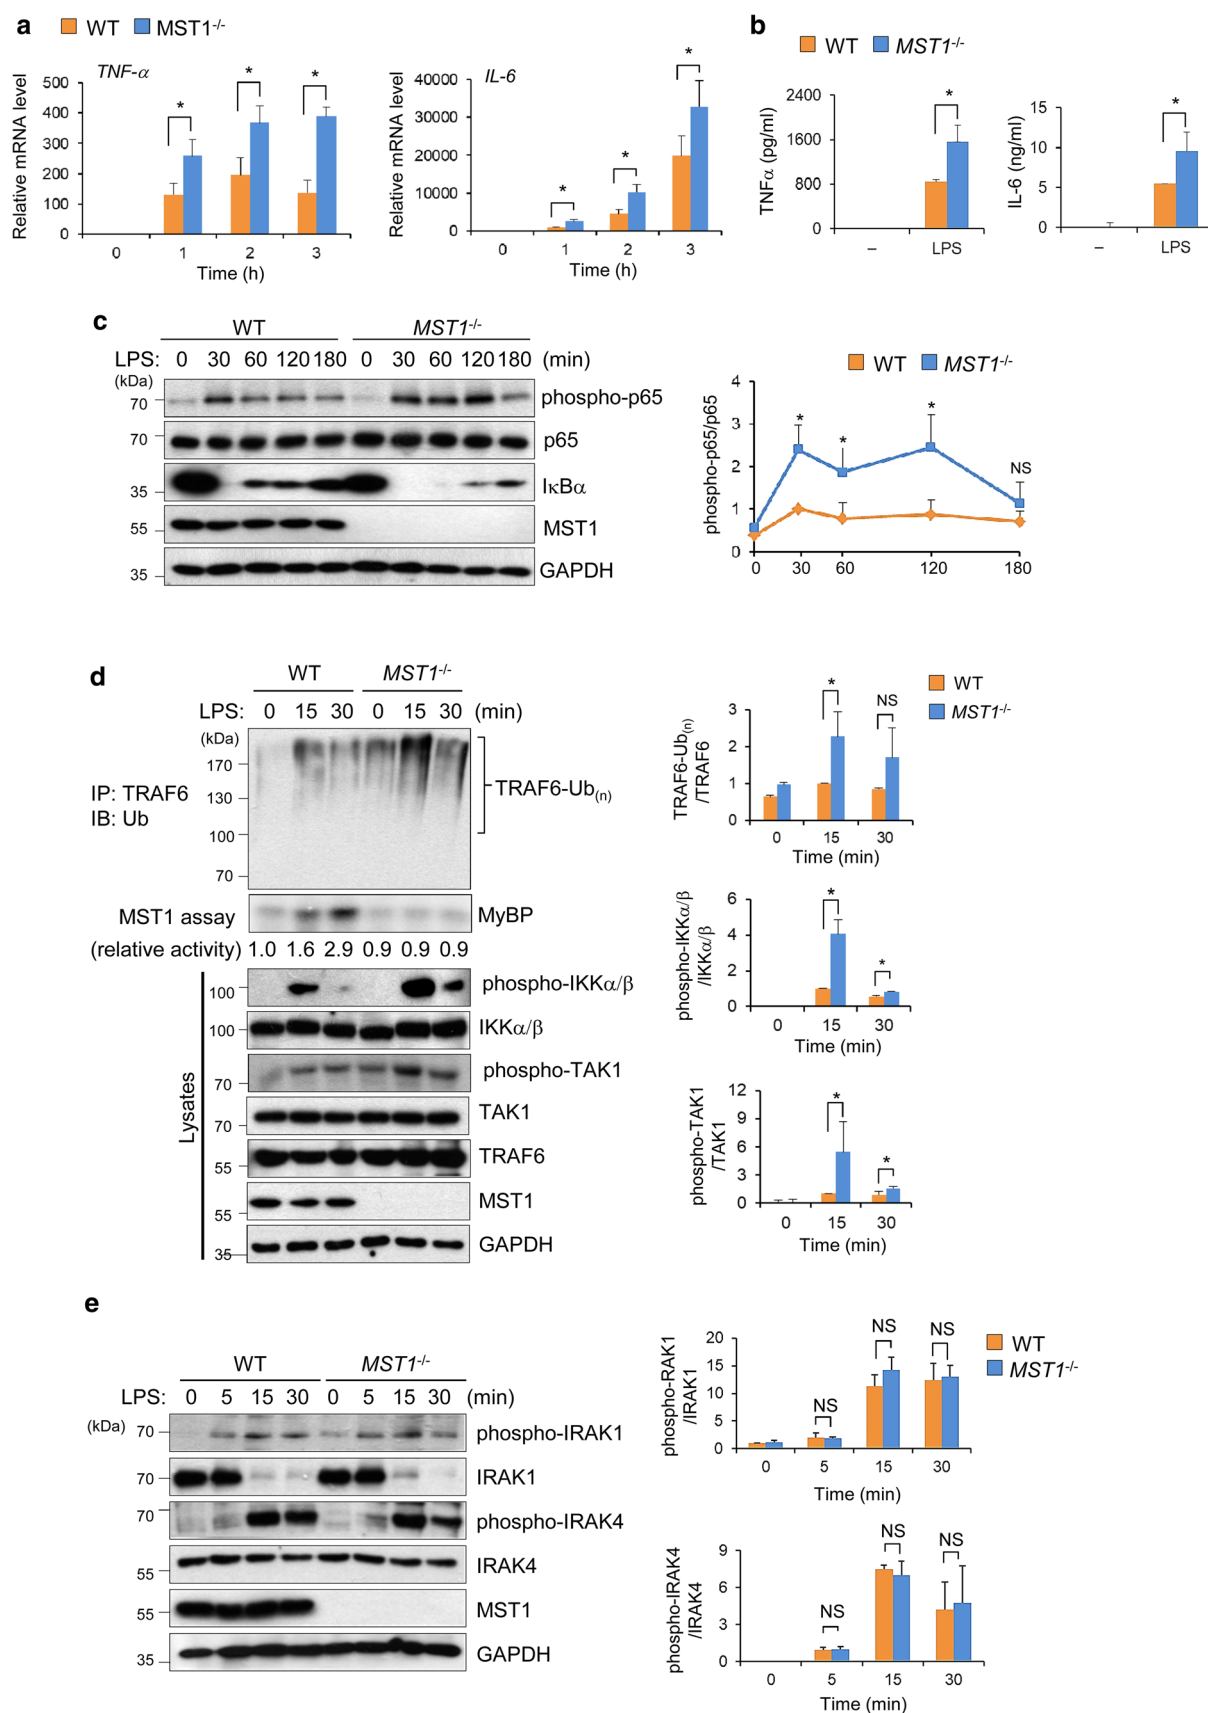 a
WT MST1-/-
TNF-α
Relative mRNA level
500
400
300
200
100
0
0 1 2 3
Time (h)
* * *
IL-6
Relative mRNA level
40000
30000
20000
10000
0
0 1 2 3
Time (h)
* * *
b
WT MST1-/-
TNFα (pg/ml)
2400
1600
800
0
– LPS
*
IL-6 (ng/ml)
15
10
5
0
– LPS
*
c
WT MST1-/-
LPS: 0 30 60 120 180 0 30 60 120 180 (min)
(kDa)
70 phospho-p65
70 p65
35 IκBα
55 MST1
35 GAPDH
WT MST1-/-
phospho-p65/p65
4
3
2
1
0
* * * NS
0 30 60 120 180
d
WT MST1-/-
LPS: 0 15 30 0 15 30 (min)
(kDa)
170
130
100
70
IP: TRAF6
IB: Ub
TRAF6-Ub(n)
MST1 assay MyBP
(relative activity) 1.0 1.6 2.9 0.9 0.9 0.9
Lysates
100 phospho-IKKα/β
100 IKKα/β
70 phospho-TAK1
70 TAK1
55 TRAF6
55 MST1
35 GAPDH
WT
MST1-/-
TRAF6-Ub(n)
/TRAF6
3
2
1
0
* NS
0 15 30
Time (min)
phospho-IKKα/β
/IKKα/β
6
4
2
0
* *
0 15 30
Time (min)
phospho-TAK1
/TAK1
12
9
6
3
0
* *
0 15 30
Time (min)
e
WT MST1-/-
LPS: 0 5 15 30 0 5 15 30 (min)
(kDa)
70 phospho-IRAK1
70 IRAK1
70 phospho-IRAK4
55 IRAK4
55 MST1
35 GAPDH
WT
MST1-/-
phospho-RAK1
/IRAK1
20
15
10
5
0
NS NS NS
0 5 15 30
Time (min)
phospho-IRAK4
/IRAK4
9
6
3
0
NS NS NS
0 5 15 30
Time (min)